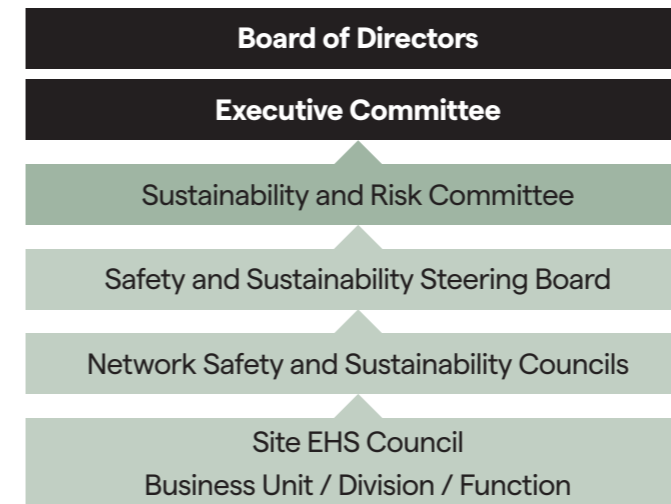 Board of Directors
Executive Committee
Sustainability and Risk Committee
Safety and Sustainability Steering Board
Network Safety and Sustainability Councils
Site EHS Council
Business Unit / Division / Function